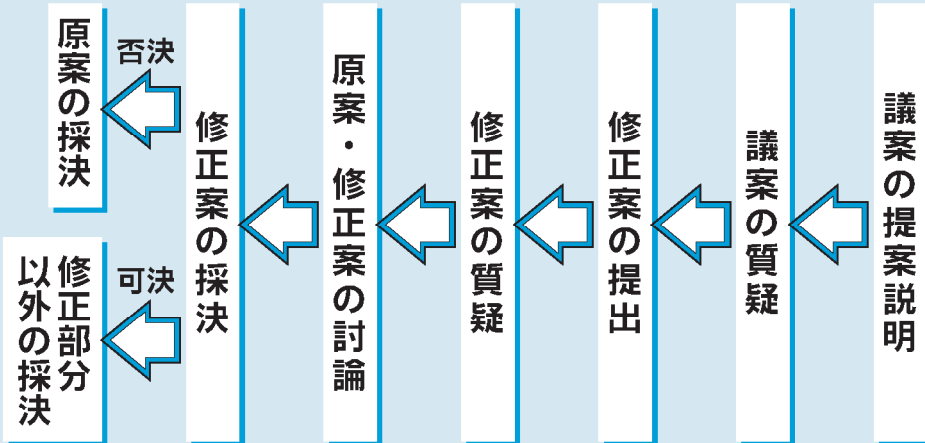 議案の提案説明
議案の質疑
修正案の提出
修正案の質疑
原案・修正案の討論
修正案の採決
否決
原案の採決
可決
修正部分
以外の採決